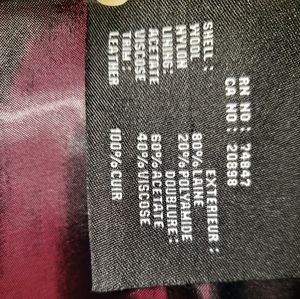 RN NO: 74847
CA NO: 20898
SHELL: EXTERIEUR:
WOOL 80% LAINE
NYLON 20% POLYAMIDE
LINING: DOUBLURE:
ACETATE 60% ACETATE
VISCOSE 40% VISCOSE
TRIM:
LEATHER 100% CUIR